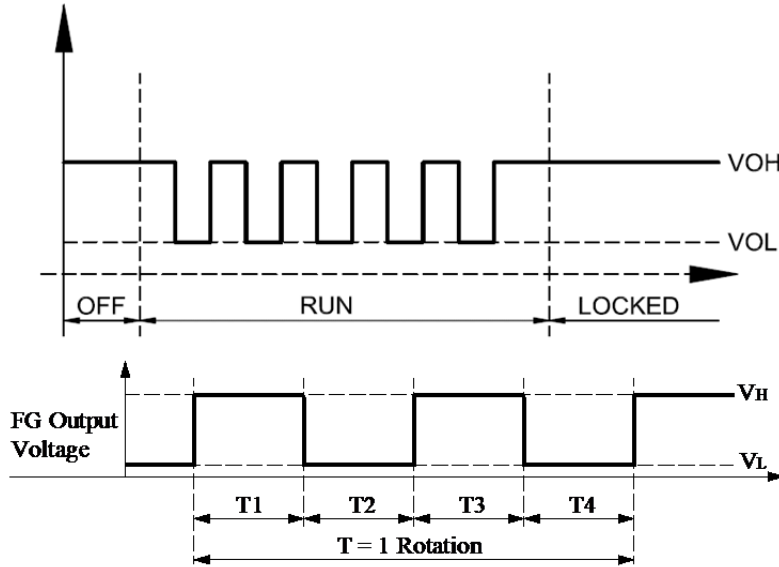 VOH
VOL
OFF
RUN
LOCKED
FG Output
Voltage
VH
VL
T1
T2
T3
T4
T = 1 Rotation